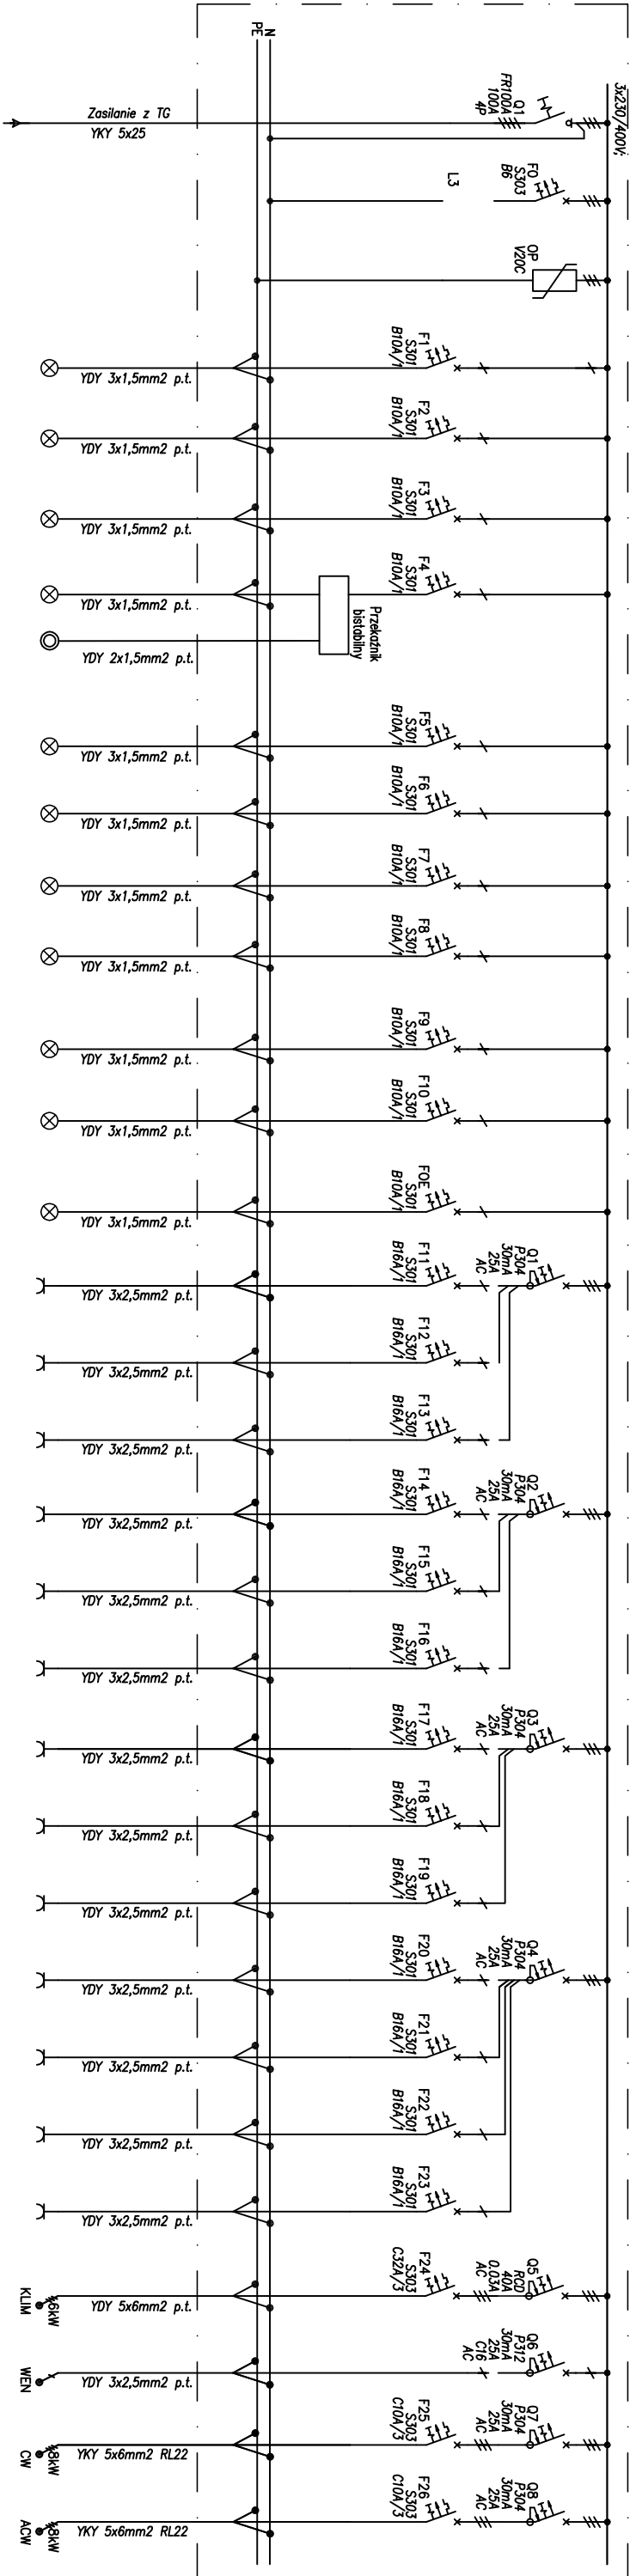 3x230/400V;
N
PE
Q1
FR100A
100A
4P
Zasilanie z TG
YKY 5x25
F0
S303
B6
L3
OP
V20C
F1
S301
B10A/1
YDY 3x1,5mm2 p.t.
F2
S301
B10A/1
YDY 3x1,5mm2 p.t.
F3
S301
B10A/1
YDY 3x1,5mm2 p.t.
F4
S301
B10A/1
YDY 3x1,5mm2 p.t.
Przekaźnik
bistabilny
YDY 2x1,5mm2 p.t.
F5
S301
B10A/1
YDY 3x1,5mm2 p.t.
F6
S301
B10A/1
YDY 3x1,5mm2 p.t.
F7
S301
B10A/1
YDY 3x1,5mm2 p.t.
F8
S301
B10A/1
YDY 3x1,5mm2 p.t.
F9
S301
B10A/1
YDY 3x1,5mm2 p.t.
F10
S301
B10A/1
YDY 3x1,5mm2 p.t.
FOE
S301
B10A/1
YDY 3x1,5mm2 p.t.
Q1
P304
30mA
25A
AC
F11
S301
B16A/1
YDY 3x2,5mm2 p.t.
F12
S301
B16A/1
YDY 3x2,5mm2 p.t.
F13
S301
B16A/1
YDY 3x2,5mm2 p.t.
Q2
P304
30mA
25A
AC
F14
S301
B16A/1
YDY 3x2,5mm2 p.t.
F15
S301
B16A/1
YDY 3x2,5mm2 p.t.
F16
S301
B16A/1
YDY 3x2,5mm2 p.t.
Q3
P304
30mA
25A
AC
F17
S301
B16A/1
YDY 3x2,5mm2 p.t.
F18
S301
B16A/1
YDY 3x2,5mm2 p.t.
F19
S301
B16A/1
YDY 3x2,5mm2 p.t.
Q4
P304
30mA
25A
AC
F20
S301
B16A/1
YDY 3x2,5mm2 p.t.
F21
S301
B16A/1
YDY 3x2,5mm2 p.t.
F22
S301
B16A/1
YDY 3x2,5mm2 p.t.
F23
S301
B16A/1
YDY 3x2,5mm2 p.t.
Q5
RCD
40A
0.03A
AC
F24
S303
C32A/3
YDY 5x6mm2 p.t.
6kW
KLIM
Q6
P312
30mA
25A
C16
AC
YDY 3x2,5mm2 p.t.
WEN
Q7
P304
30mA
25A
AC
F25
S303
C10A/3
YKY 5x6mm2 RL22
8kW
CW
Q8
P304
30mA
25A
AC
F26
S303
C10A/3
YKY 5x6mm2 RL22
8kW
ACW